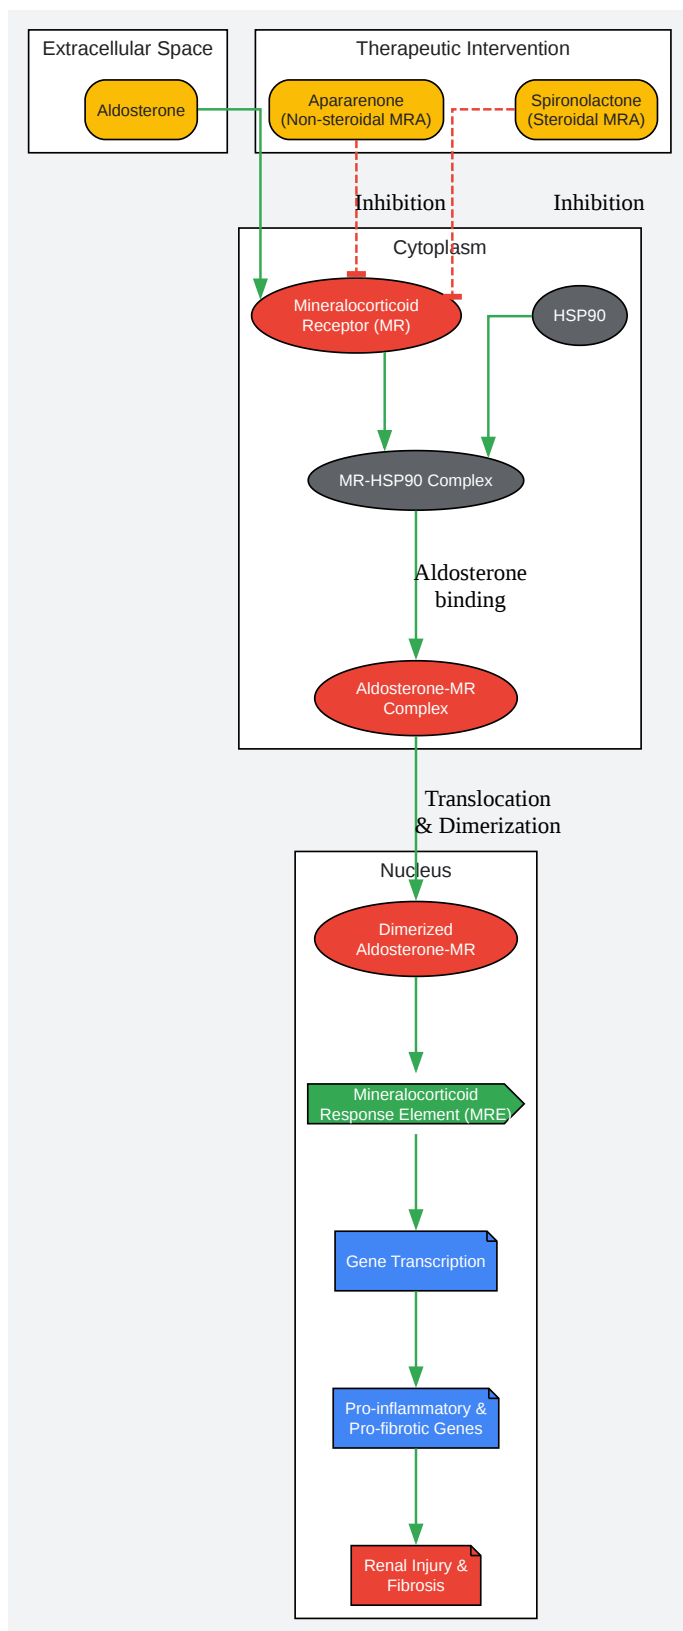 Extracellular Space
Therapeutic Intervention
Aldosterone
Apararenone
(Non-steroidal MRA)
Spironolactone
(Steroidal MRA)
Inhibition
Inhibition
Cytoplasm
Mineralocorticoid
Receptor (MR)
HSP90
MR-HSP90 Complex
Aldosterone
binding
Aldosterone-MR
Complex
Translocation
& Dimerization
Nucleus
Dimerized
Aldosterone-MR
Mineralocorticoid
Response Element (MRE)
Gene Transcription
Pro-inflammatory &
Pro-fibrotic Genes
Renal Injury &
Fibrosis